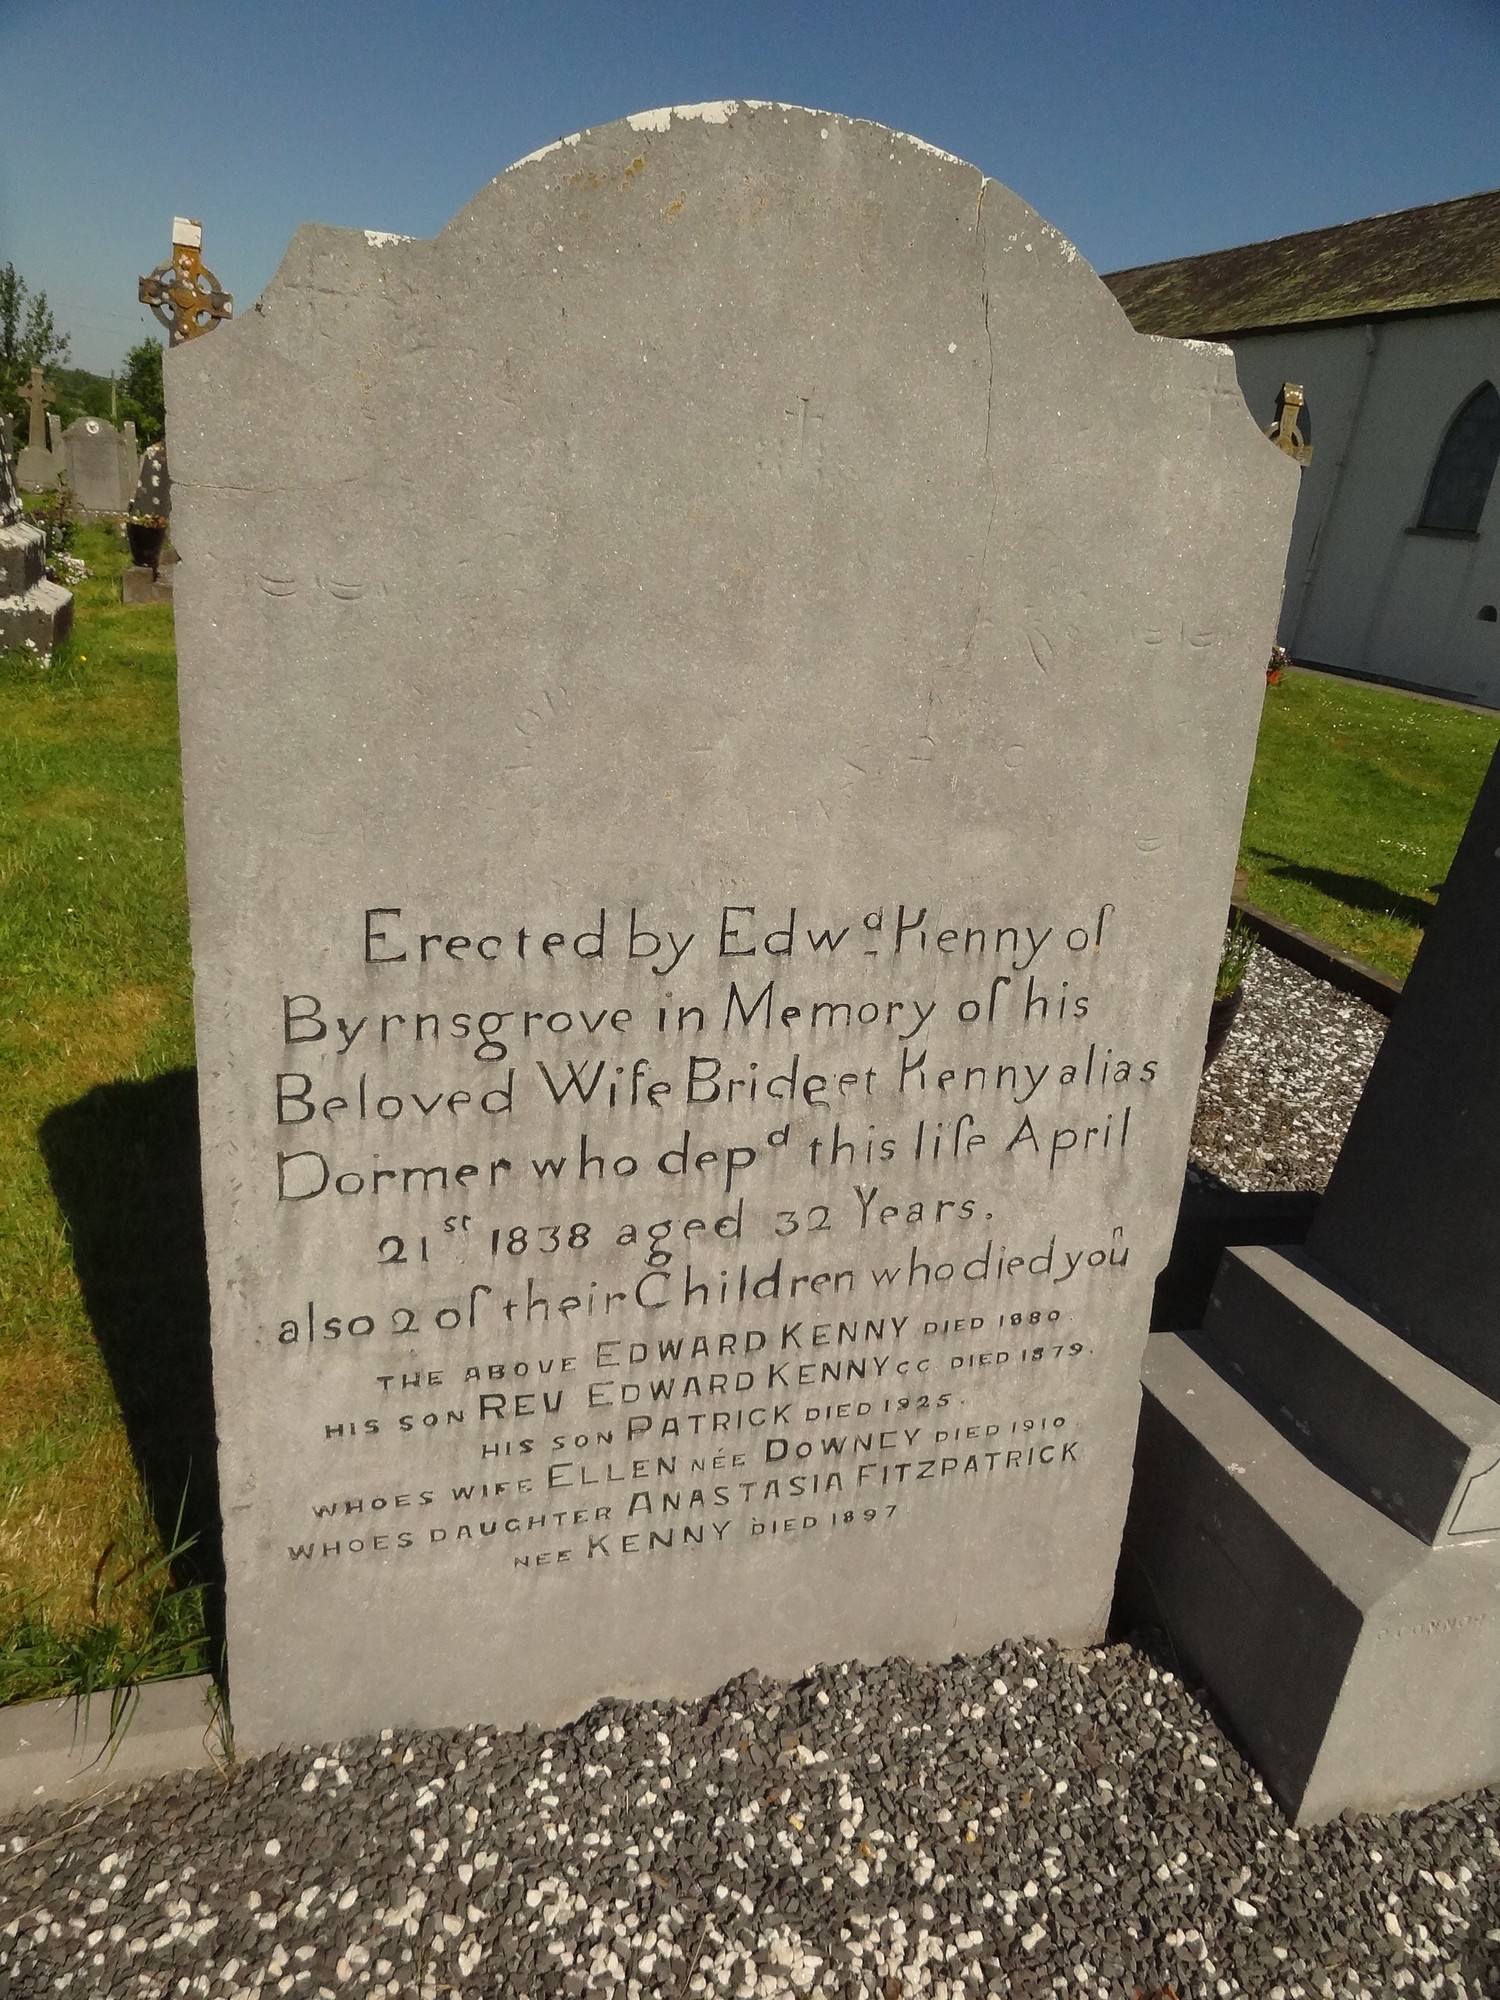 Erected by Edwd Kenny of
Byrnsgrove in Memory of his
Beloved Wife Bridget Kenny alias
Dormer who depd this life April
21st 1838 aged 32 Years.
also 2 of their Children who died yoũ
THE ABOVE EDWARD KENNY DIED 1880.
HIS SON REV EDWARD KENNY CC DIED 1879.
HIS SON PATRICK DIED 1925.
WHOES WIFE ELLEN NÉE DOWNEY DIED 1910.
WHOES DAUGHTER ANASTASIA FITZPATRICK
NEE KENNY DIED 1897